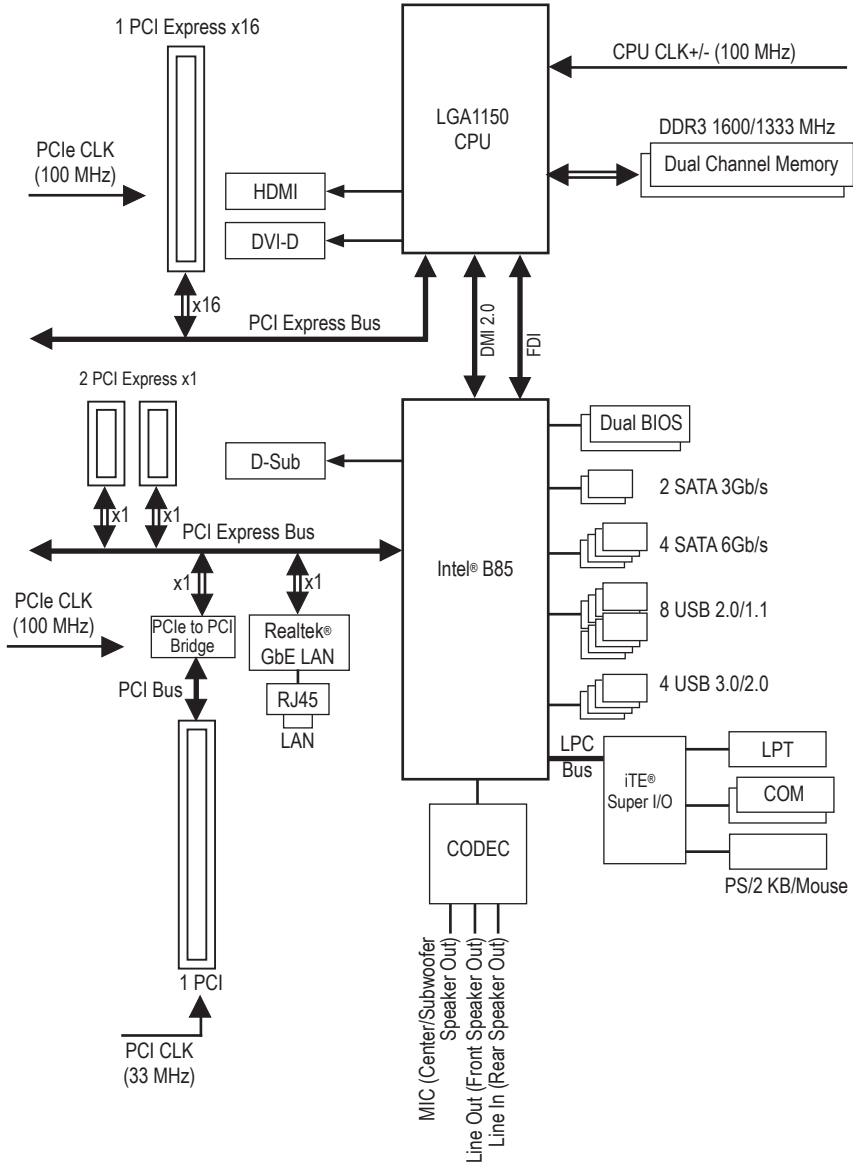 1 PCI Express x16
CPU CLK+/- (100 MHz)
LGA1150
CPU
DDR3 1600/1333 MHz
Dual Channel Memory
PCIe CLK
(100 MHz)
HDMI
DVI-D
x16
PCI Express Bus
DMI 2.0
FDI
2 PCI Express x1
Dual BIOS
D-Sub
2 SATA 3Gb/s
x1
x1
PCI Express Bus
4 SATA 6Gb/s
Intel® B85
x1
x1
8 USB 2.0/1.1
PCIe CLK
(100 MHz)
PCIe to PCI
Bridge
Realtek®
GbE LAN
PCI Bus
RJ45
LAN
4 USB 3.0/2.0
LPC
Bus
iTE®
Super I/O
LPT
COM
PS/2 KB/Mouse
CODEC
MIC (Center/Subwoofer
Speaker Out)
Line Out (Front Speaker Out)
Line In (Rear Speaker Out)
1 PCI
PCI CLK
(33 MHz)